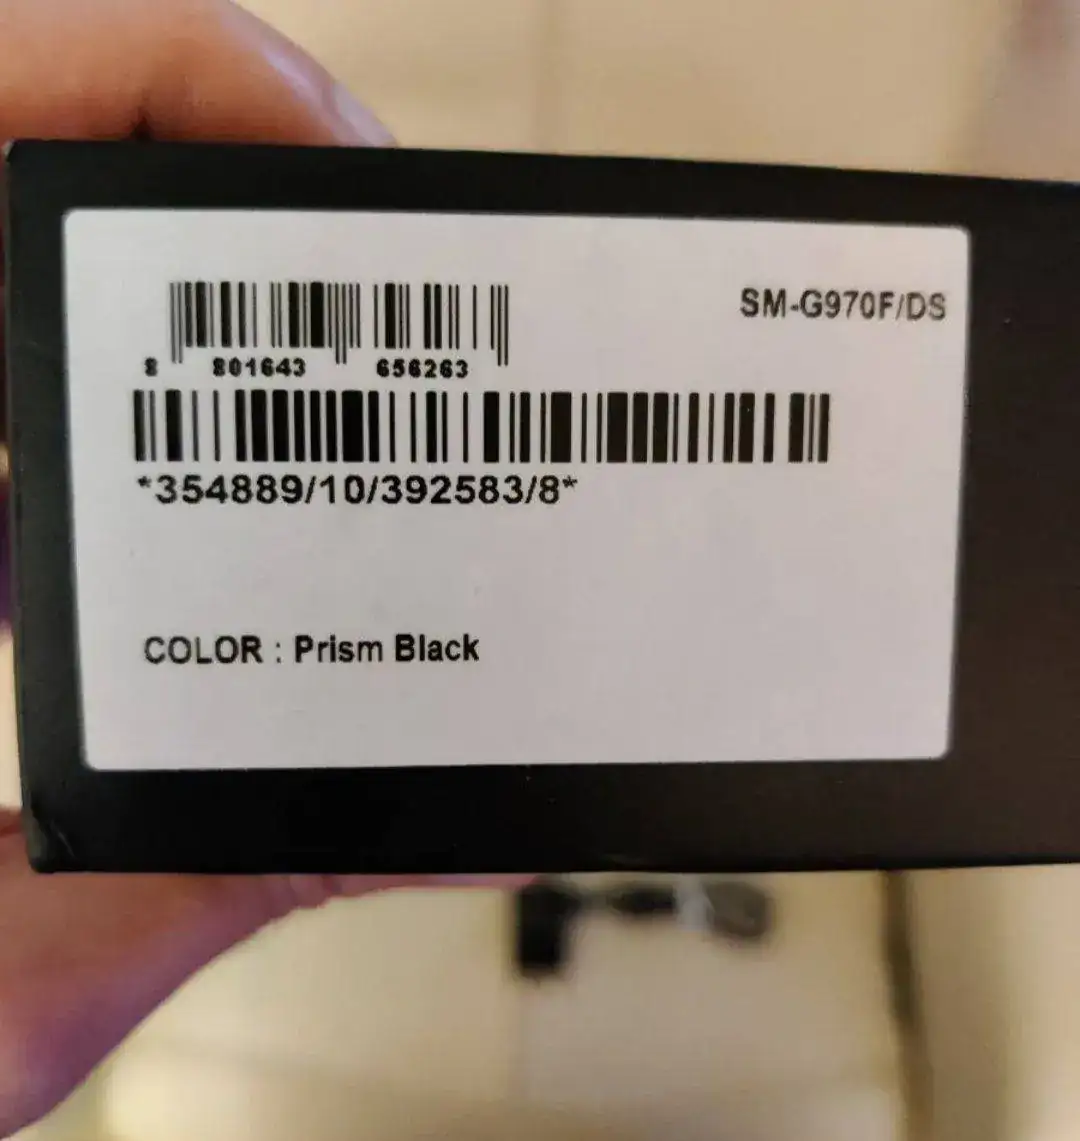 SM-G970F/DS
8 801643 656263
*354889/10/392583/8*
COLOR : Prism Black